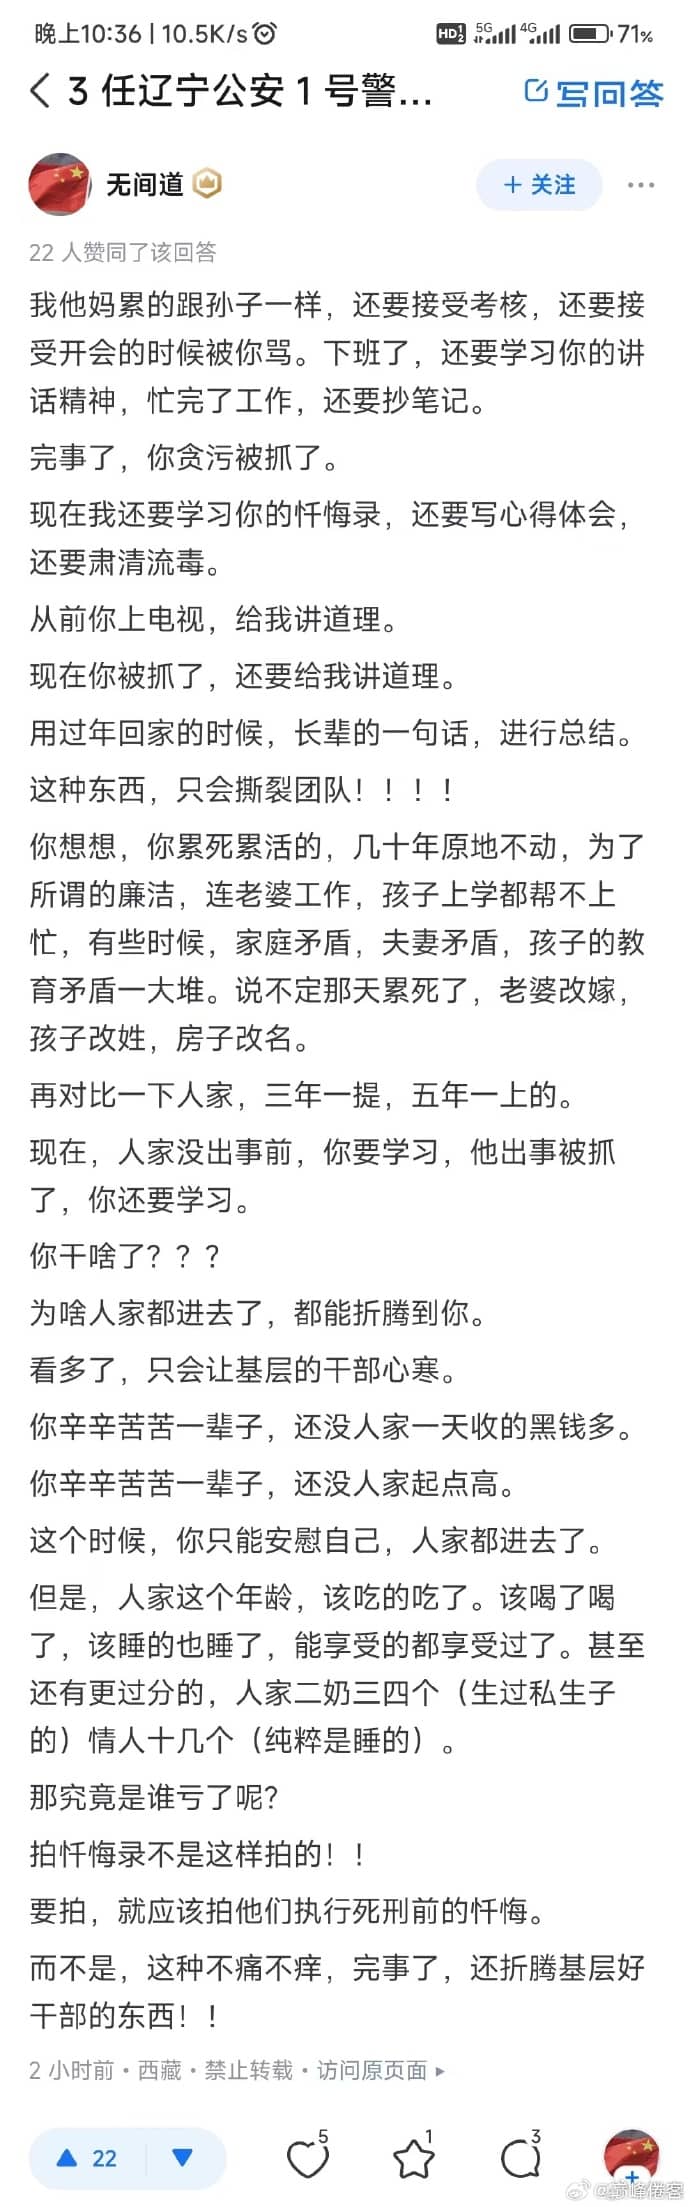 晚上10:36 | 10.5K/s
HD 1 2 5G 4G 71%
3 任辽宁公安 1 号警... 写回答
无间道 + 关注 ...
22 人赞同了该回答
我他妈累的跟孙子一样，还要接受考核，还要接
受开会的时候被你骂。下班了，还要学习你的讲
话精神，忙完了工作，还要抄笔记。
完事了，你贪污被抓了。
现在我还要学习你的忏悔录，还要写心得体会，
还要肃清流毒。
从前你上电视，给我讲道理。
现在你被抓了，还要给我讲道理。
用过年回家的时候，长辈的一句话，进行总结。
这种东西，只会撕裂团队！！！！
你想想，你累死累活的，几十年原地不动，为了
所谓的廉洁，连老婆工作，孩子上学都帮不上
忙，有些时候，家庭矛盾，夫妻矛盾，孩子的教
育矛盾一大堆。说不定那天累死了，老婆改嫁，
孩子改姓，房子改名。
再对比一下人家，三年一提，五年一上的。
现在，人家没出事前，你要学习，他出事被抓
了，你还要学习。
你干啥了？？？
为啥人家都进去了，都能折腾到你。
看多了，只会让基层的干部心寒。
你辛辛苦苦一辈子，还没人家一天收的黑钱多。
你辛辛苦苦一辈子，还没人家起点高。
这个时候，你只能安慰自己，人家都进去了。
但是，人家这个年龄，该吃的吃了。该喝了喝
了，该睡的也睡了，能享受的都享受过了。甚至
还有更过分的，人家二奶三四个（生过私生子
的）情人十几个（纯粹是睡的）。
那究竟是谁亏了呢？
拍忏悔录不是这样拍的！！
要拍，就应该拍他们执行死刑前的忏悔。
而不是，这种不痛不痒，完事了，还折腾基层好
干部的东西！！
2 小时前 · 西藏 · 禁止转载 · 访问原页面
22 5 1 3
@巅峰倦客